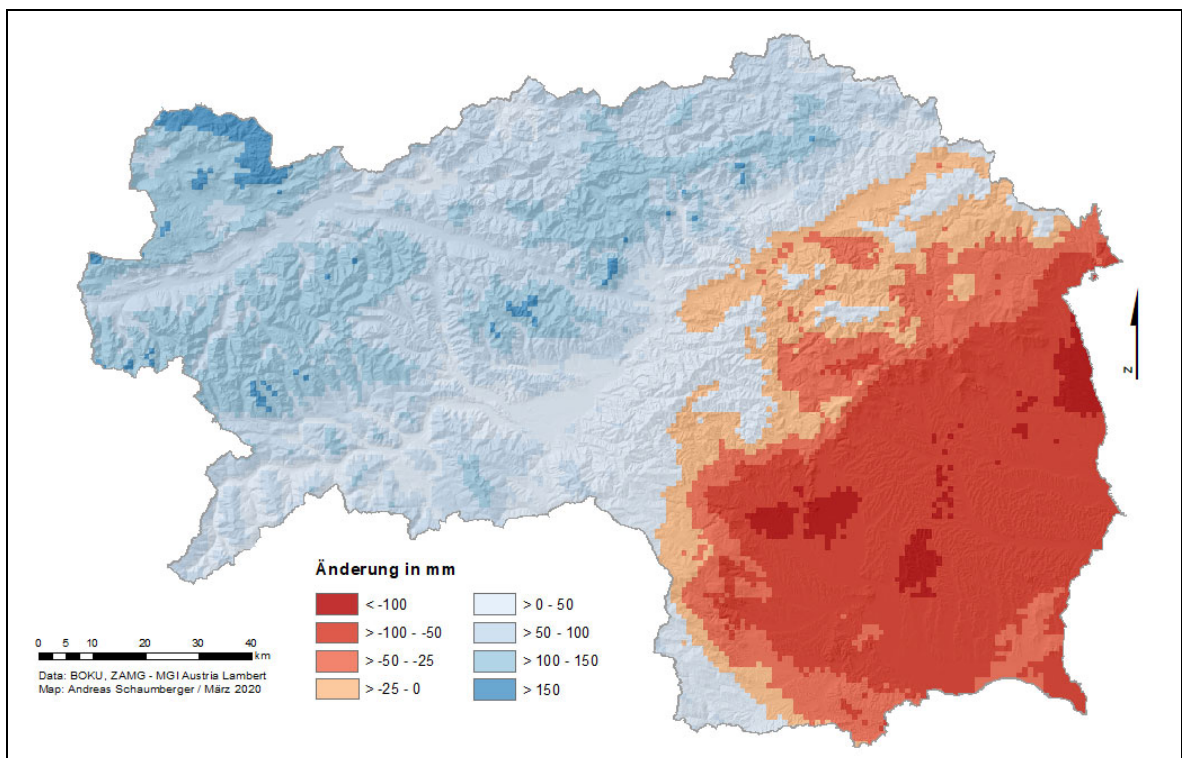 Änderung in mm
< -100
> -100 - -50
> -50 - -25
> -25 - 0
> 0 - 50
> 50 - 100
> 100 - 150
> 150
0 5 10 20 30 40
km
Data: BOKU, ZAMG - MGI Austria Lambert
Map: Andreas Schaumberger / März 2020
N